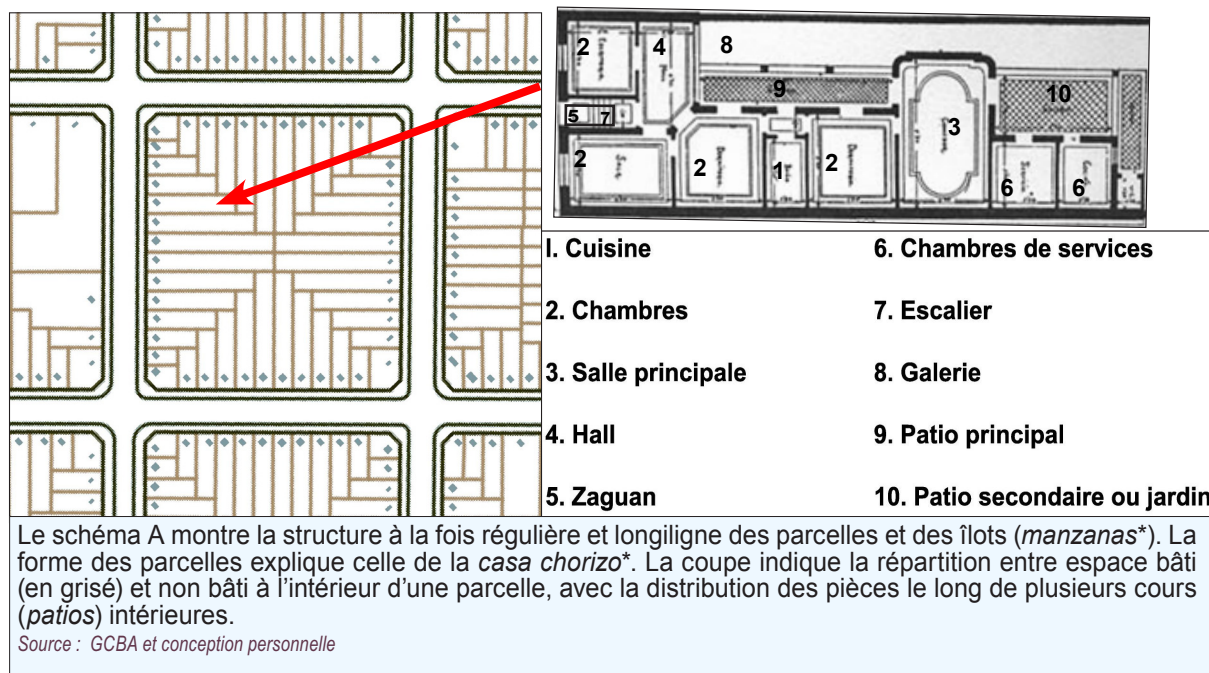 2 4 8
9 10
5 7
3
2 2 1 2 6 6
I. Cuisine 6. Chambres de services
2. Chambres 7. Escalier
3. Salle principale 8. Galerie
4. Hall 9. Patio principal
5. Zaguan 10. Patio secondaire ou jardin
Le schéma A montre la structure à la fois régulière et longiligne des parcelles et des îlots (manzanas*). La
forme des parcelles explique celle de la casa chorizo*. La coupe indique la répartition entre espace bâti
(en grisé) et non bâti à l'intérieur d'une parcelle, avec la distribution des pièces le long de plusieurs cours
(patios) intérieures.
Source : GCBA et conception personnelle